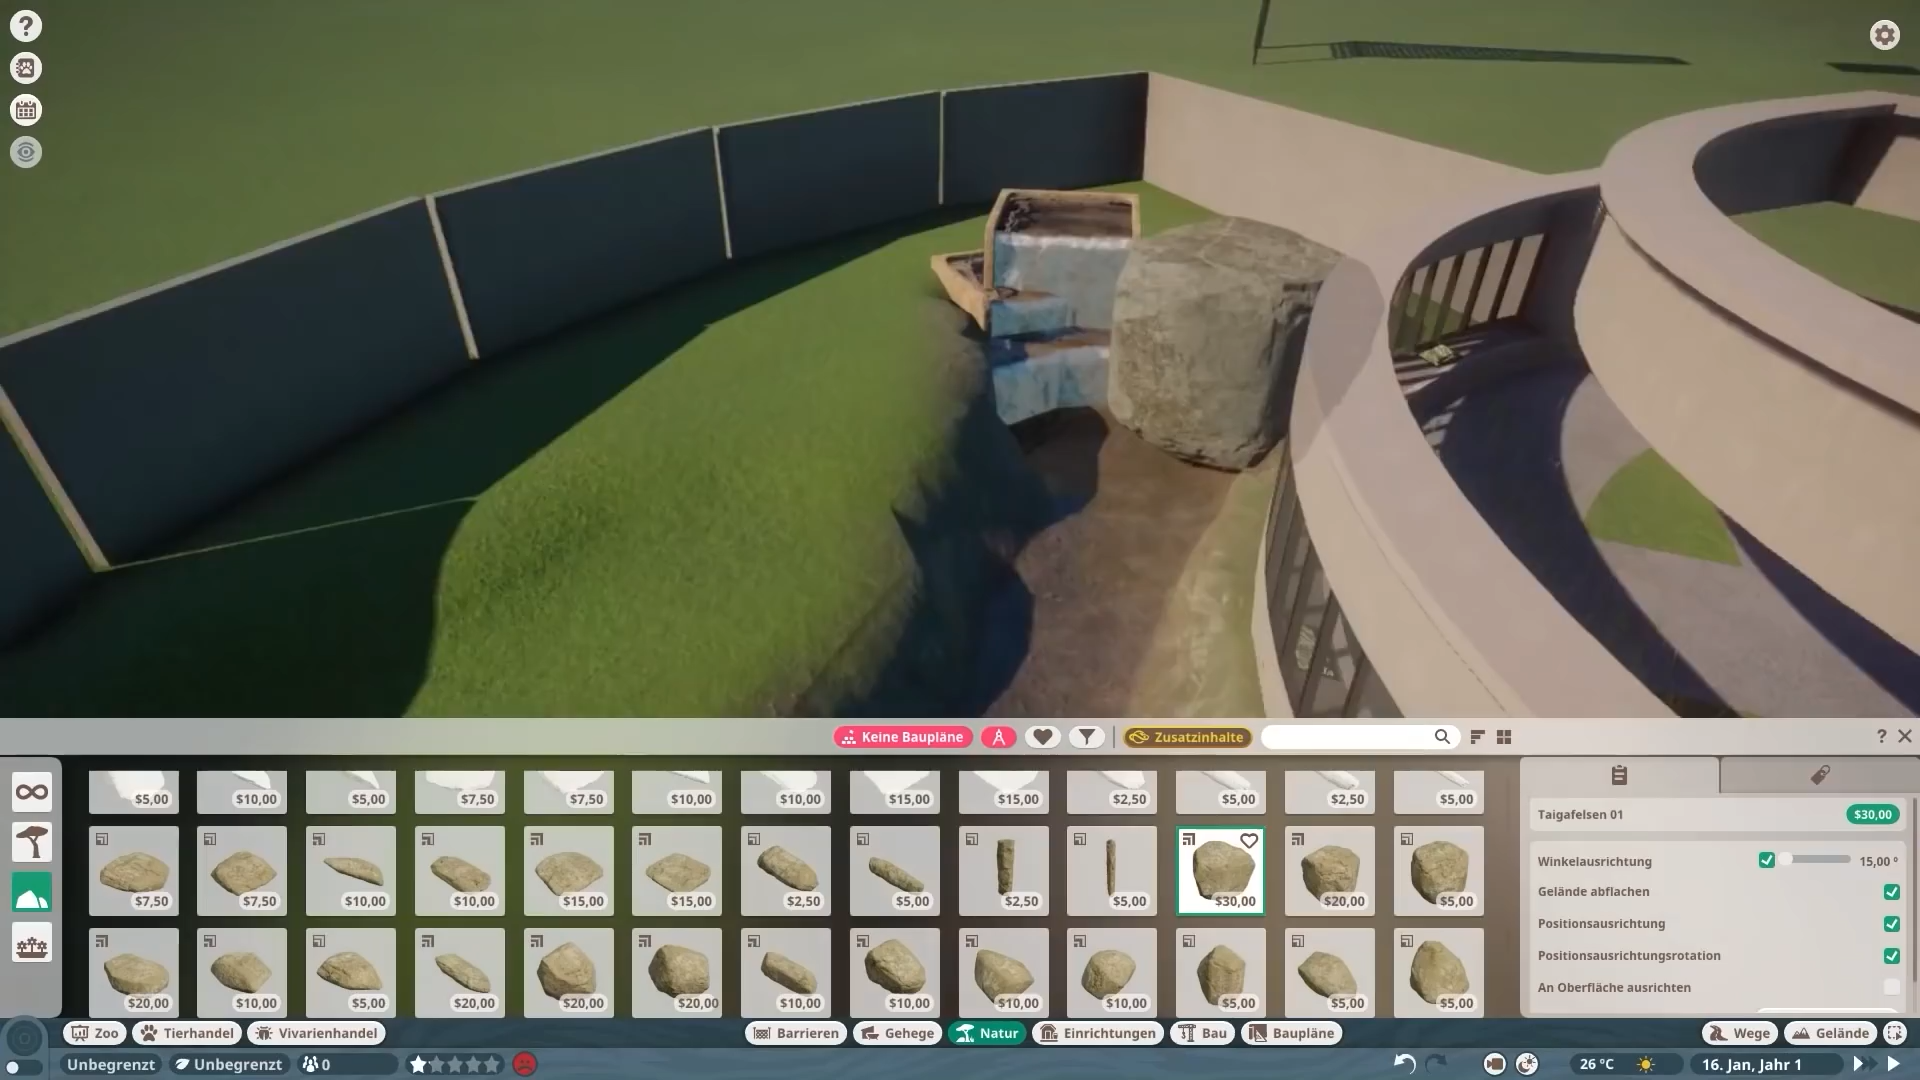 Keine Baupläne
Zusatzinhalte
$5,00 $10,00 $5,00 $7,50 $7,50 $10,00 $10,00 $15,00 $15,00 $2,50 $5,00 $2,50 $5,00
$7,50 $7,50 $10,00 $10,00 $15,00 $15,00 $2,50 $5,00 $2,50 $5,00 $30,00 $20,00 $5,00
$20,00 $10,00 $5,00 $20,00 $20,00 $20,00 $10,00 $10,00 $10,00 $10,00 $5,00 $5,00 $5,00
Taigafelsen 01 $30,00
Winkelausrichtung 15,00 °
Gelände abflachen
Positionsausrichtung
Positionsausrichtungsrotation
An Oberfläche ausrichten
Zoo Tierhandel Vivarienhandel Barrieren Gehege Natur Einrichtungen Bau Baupläne Wege Gelände
Unbegrenzt Unbegrenzt 0 26 °C 16. Jan, Jahr 1